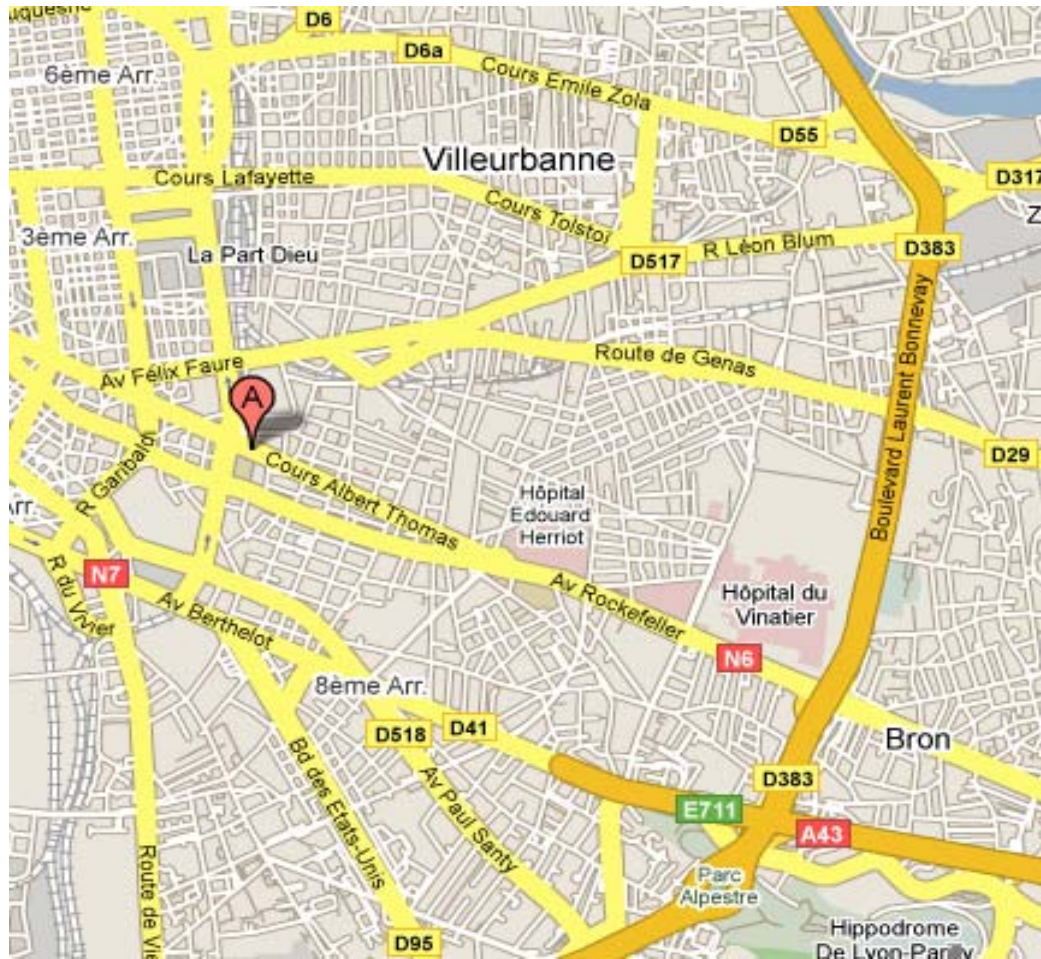 D6
D6a
Cours Emile Zola
6ème Arr.
D55
Villeurbanne
D317
Cours Lafayette
Cours Tolstoï
3ème Arr.
La Part Dieu
R Léon Blum
D383
D517
Av Félix Faure
Route de Genas
Boulevard Laurent Bonnevay
A
R Garibaldi
Cours Albert Thomas
D29
Hôpital
Edouard
Herriot
N7
R du Vivier
Av Berthelot
Av Rockefeller
Hôpital du
Vinatier
N6
8ème Arr.
D518
D41
Bron
D383
Bd des Etats-Unis
Av Paul Santy
E711
A43
Route de Vie
Parc
Alpestre
D95
Hippodrome
De Lyon-Parilly